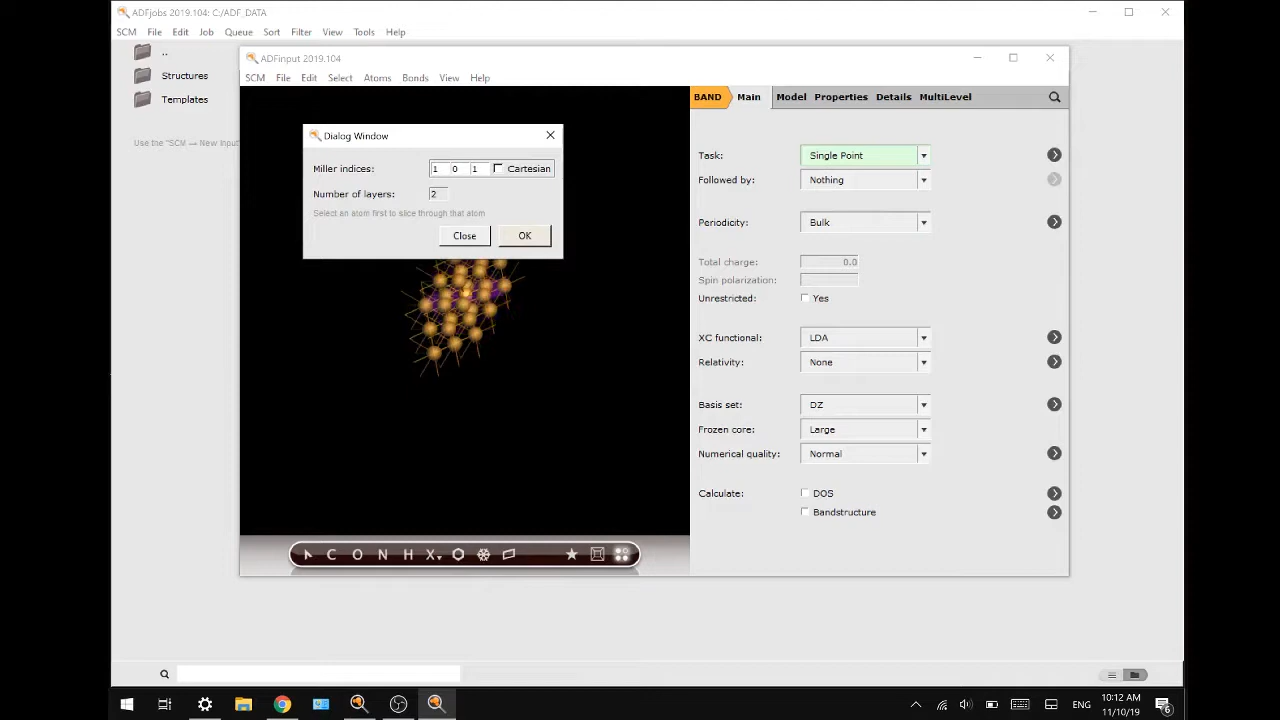 ADFjobs 2019.104: C:/ADF_DATA
SCM File Edit Job Queue Sort Filter View Tools Help
..
Structures
Templates
Use the "SCM → New Input
ADFinput 2019.104
SCM File Edit Select Atoms Bonds View Help
BAND Main Model Properties Details MultiLevel
Dialog Window
Miller indices: 1 0 1 Cartesian
Number of layers: 2
Select an atom first to slice through that atom
Close OK
Task: Single Point
Followed by: Nothing
Periodicity: Bulk
Total charge: 0.0
Spin polarization:
Unrestricted: Yes
XC functional: LDA
Relativity: None
Basis set: DZ
Frozen core: Large
Numerical quality: Normal
Calculate: DOS
Bandstructure
C O N H X
ENG
10:12 AM
11/10/19
6